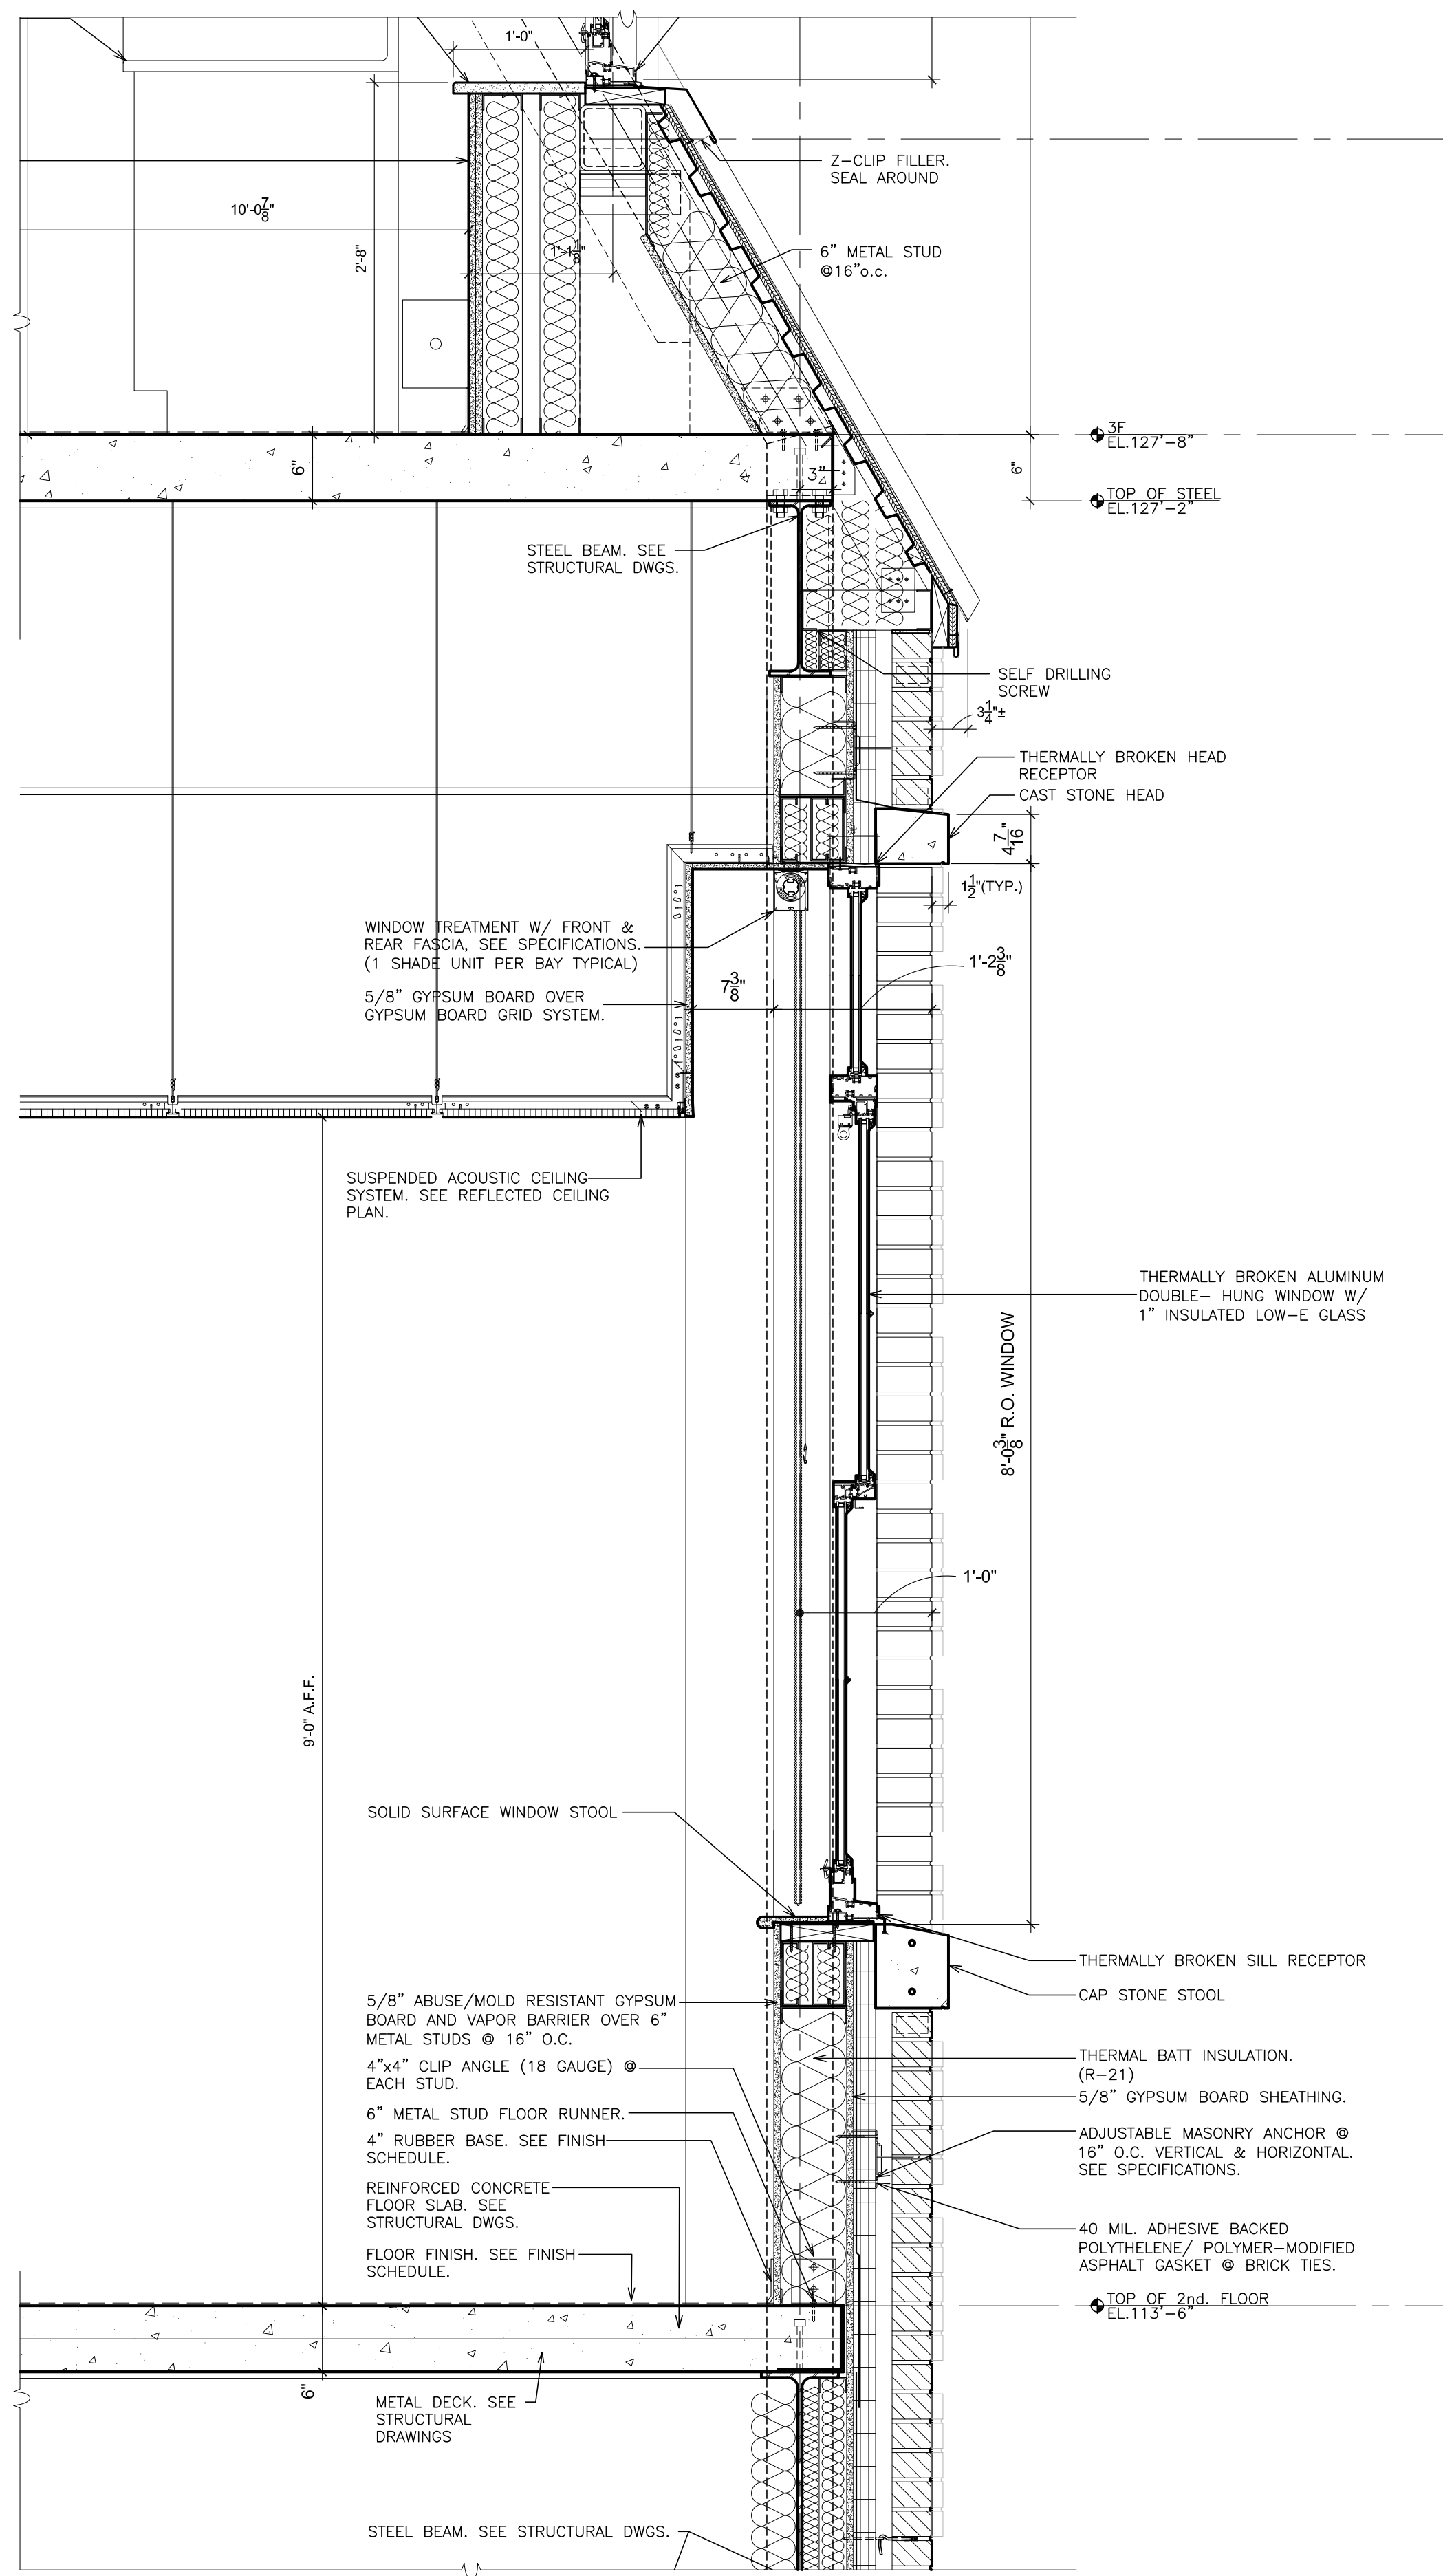 1'-0"
Z-CLIP FILLER.
SEAL AROUND
10'-0 7/8"
2'-8"
1'-1 1/8"
6" METAL STUD
@16"o.c.
3F
EL.127'-8"
6"
6"
3"
TOP OF STEEL
EL.127'-2"
STEEL BEAM. SEE
STRUCTURAL DWGS.
SELF DRILLING
SCREW
3 1/4"±
THERMALLY BROKEN HEAD
RECEPTOR
CAST STONE HEAD
4 7/16"
1 1/2"(TYP.)
WINDOW TREATMENT W/ FRONT &
REAR FASCIA, SEE SPECIFICATIONS.
(1 SHADE UNIT PER BAY TYPICAL)
1'-2 3/8"
7 3/8"
5/8" GYPSUM BOARD OVER
GYPSUM BOARD GRID SYSTEM.
SUSPENDED ACOUSTIC CEILING
SYSTEM. SEE REFLECTED CEILING
PLAN.
THERMALLY BROKEN ALUMINUM
DOUBLE- HUNG WINDOW W/
1" INSULATED LOW-E GLASS
8'-0 3/8" R.O. WINDOW
1'-0"
9'-0" A.F.F.
SOLID SURFACE WINDOW STOOL
THERMALLY BROKEN SILL RECEPTOR
CAP STONE STOOL
5/8" ABUSE/MOLD RESISTANT GYPSUM
BOARD AND VAPOR BARRIER OVER 6"
METAL STUDS @ 16" O.C.
THERMAL BATT INSULATION.
(R-21)
4"x4" CLIP ANGLE (18 GAUGE) @
EACH STUD.
5/8" GYPSUM BOARD SHEATHING.
6" METAL STUD FLOOR RUNNER.
4" RUBBER BASE. SEE FINISH
SCHEDULE.
ADJUSTABLE MASONRY ANCHOR @
16" O.C. VERTICAL & HORIZONTAL.
SEE SPECIFICATIONS.
REINFORCED CONCRETE
FLOOR SLAB. SEE
STRUCTURAL DWGS.
40 MIL. ADHESIVE BACKED
POLYTHELENE/ POLYMER-MODIFIED
ASPHALT GASKET @ BRICK TIES.
FLOOR FINISH. SEE FINISH
SCHEDULE.
TOP OF 2nd. FLOOR
EL.113'-6"
6"
METAL DECK. SEE
STRUCTURAL
DRAWINGS
STEEL BEAM. SEE STRUCTURAL DWGS.